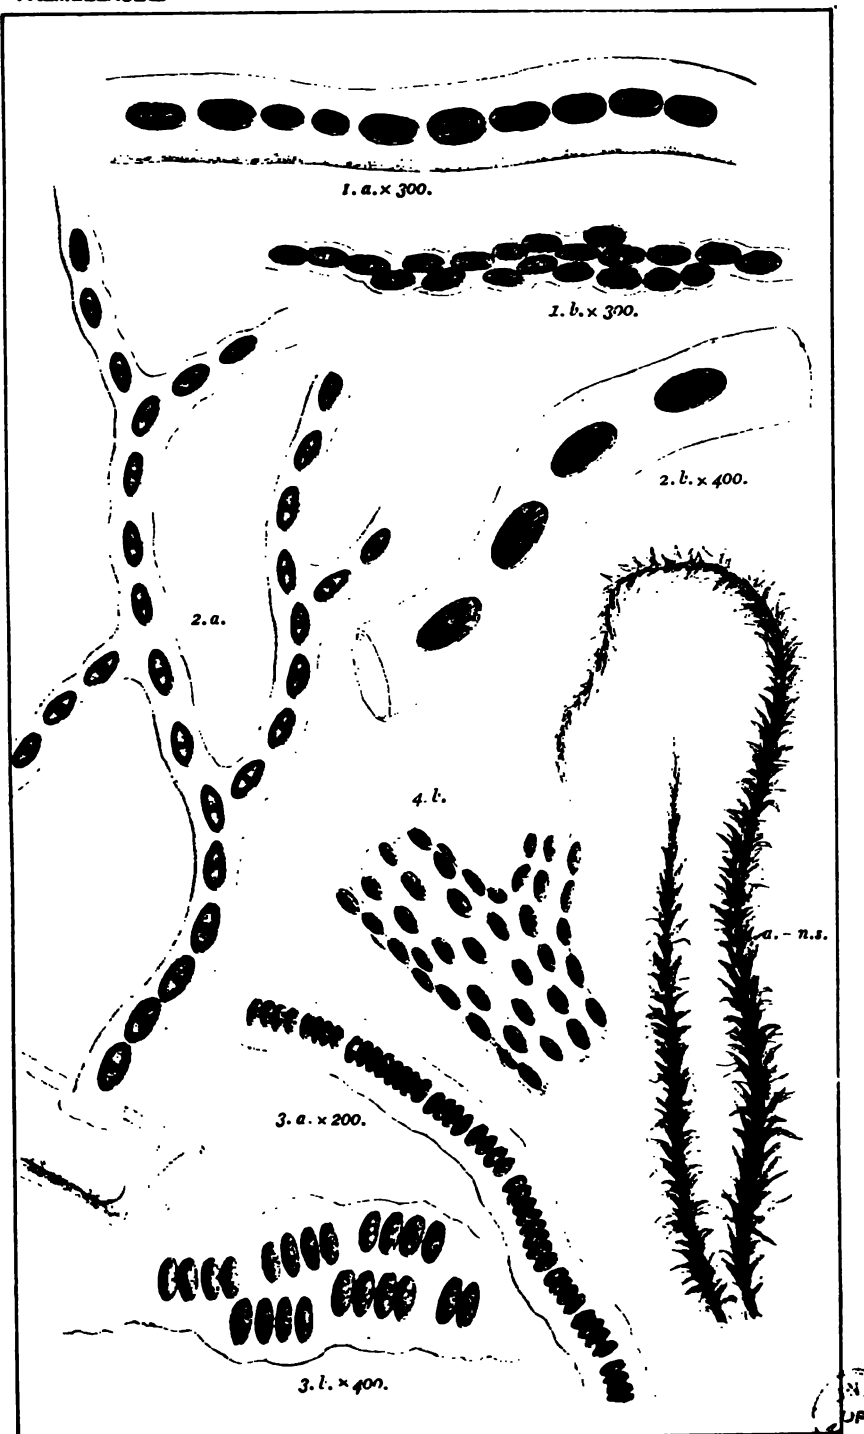 1. a. × 300.
1. b. × 300.
2. b. × 400.
2. a.
4. b.
a. – n.s.
3. a. × 200.
3. b. × 400.